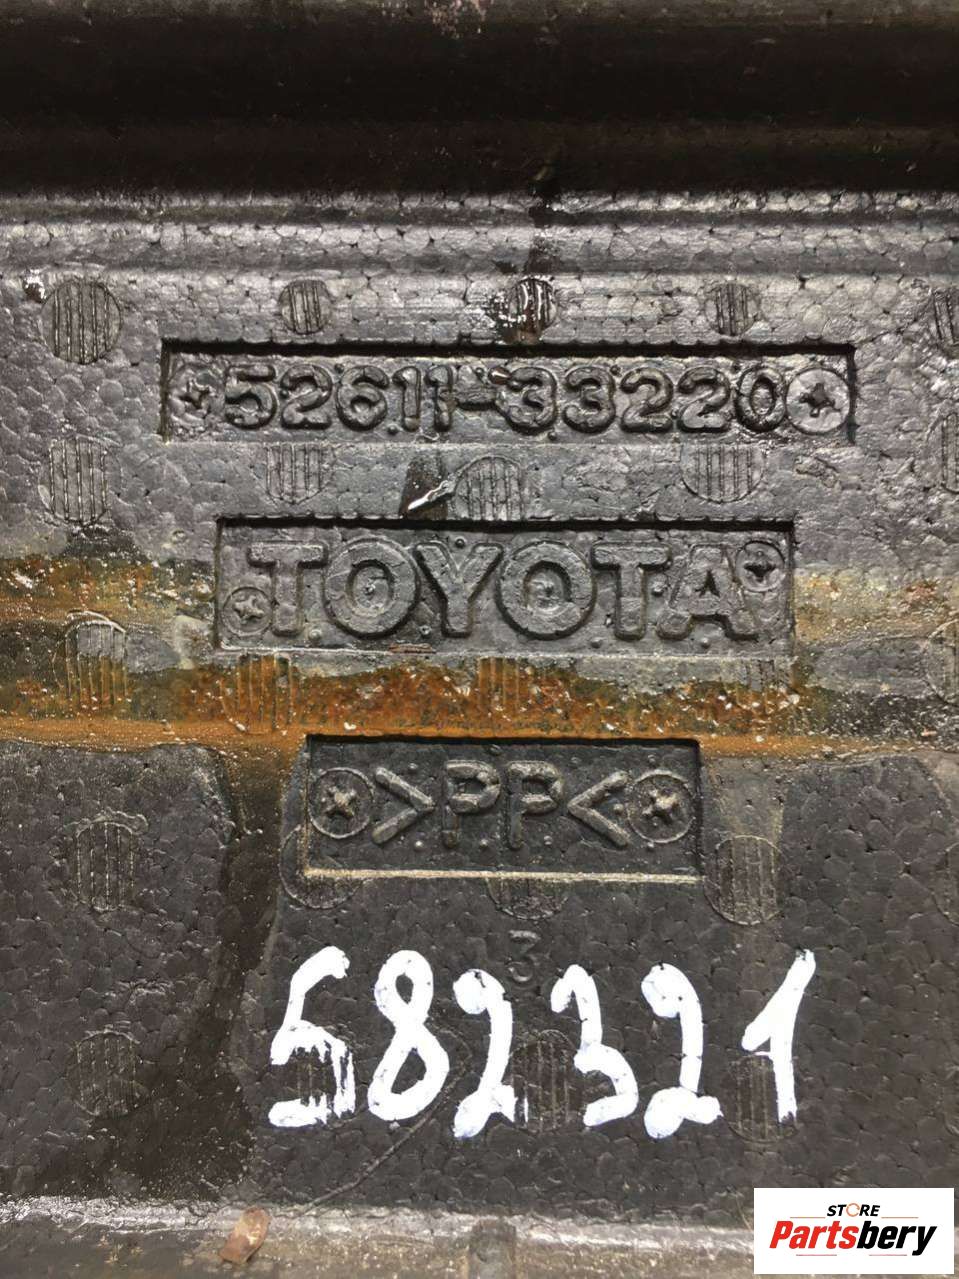 52611-33220
TOYOTA
>PP<
3
582321
STORE
Partsbery